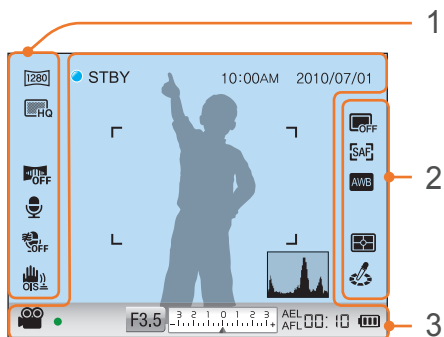 1
1280
STBY 10:00AM 2010/07/01
HQ
OFF
SAF
2
OFF
AWB
OFF
OIS
F3.5
3 2 1 0 1 2 3
- +
AEL
AFL
00:10
3